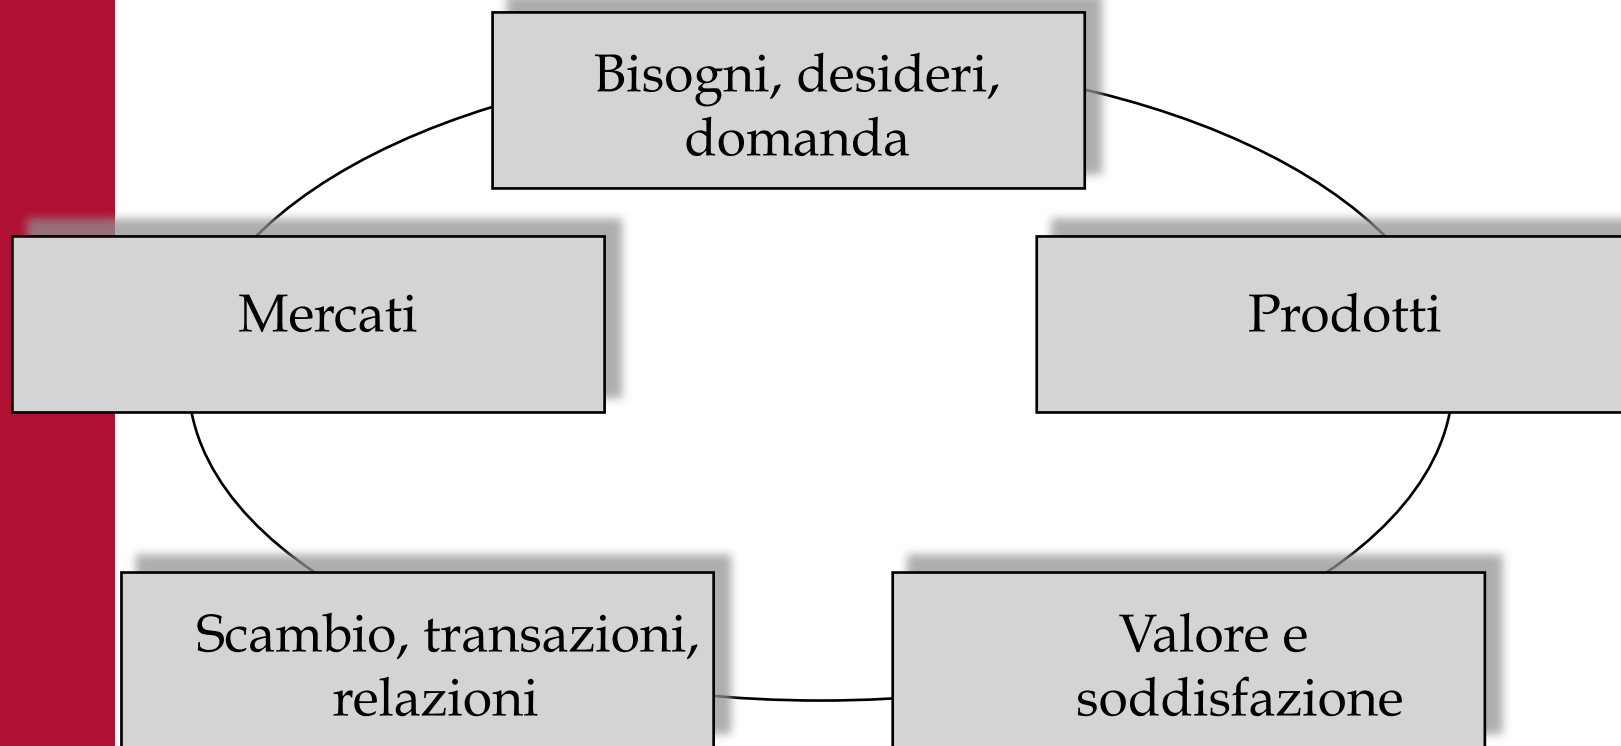 Bisogni, desideri,
domanda
Mercati
Prodotti
Scambio, transazioni,
relazioni
Valore e
soddisfazione